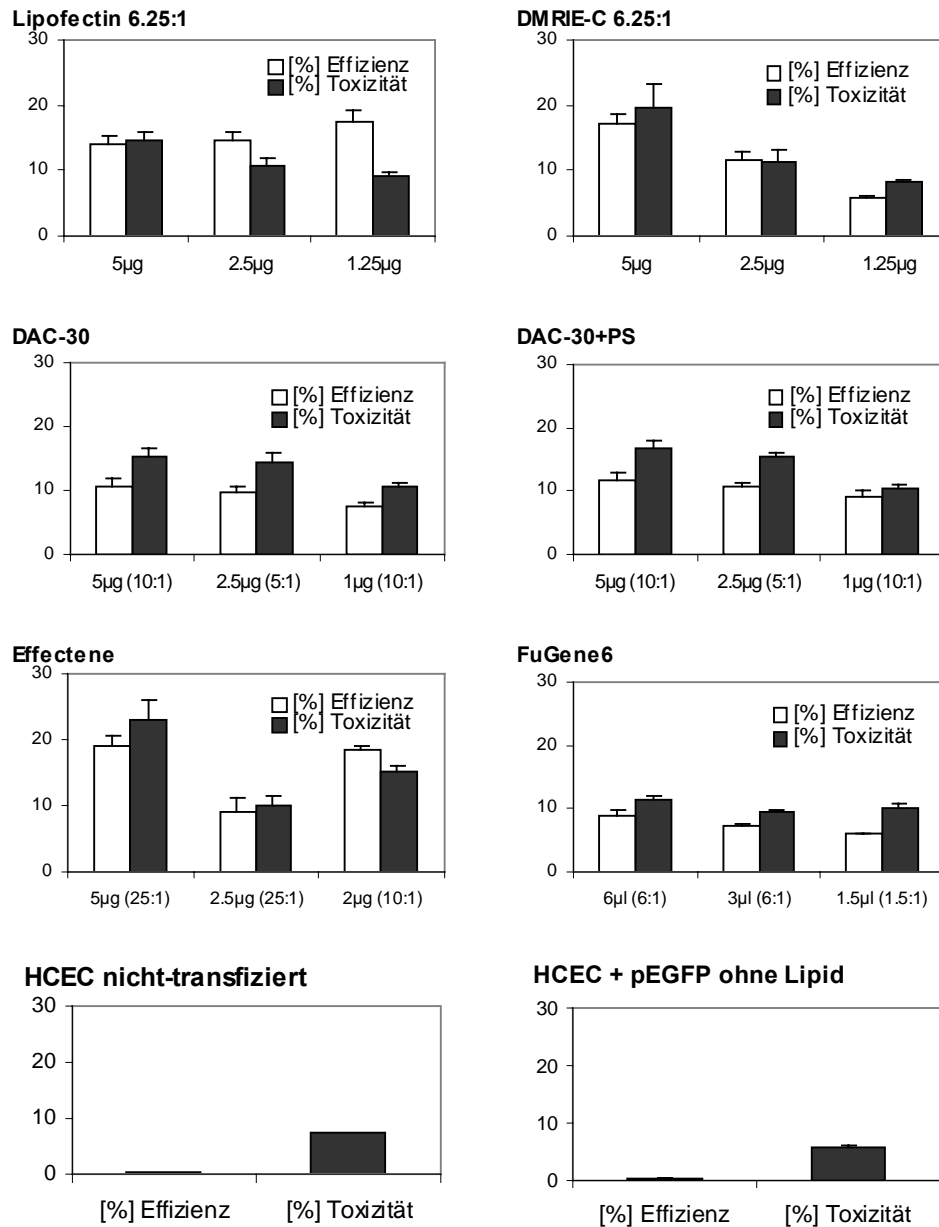 Lipofectin 6.25:1
30
20
10
0
[%] Effizienz
[%] Toxizität
5µg 2.5µg 1.25µg
DMRIE-C 6.25:1
30
20
10
0
[%] Effizienz
[%] Toxizität
5µg 2.5µg 1.25µg
DAC-30
30
20
10
0
[%] Effizienz
[%] Toxizität
5µg (10:1) 2.5µg (5:1) 1µg (10:1)
DAC-30+PS
30
20
10
0
[%] Effizienz
[%] Toxizität
5µg (10:1) 2.5µg (5:1) 1µg (10:1)
Effectene
30
20
10
0
[%] Effizienz
[%] Toxizität
5µg (25:1) 2.5µg (25:1) 2µg (10:1)
FuGene6
30
20
10
0
[%] Effizienz
[%] Toxizität
6µl (6:1) 3µl (6:1) 1.5µl (1.5:1)
HCEC nicht-transfiziert
30
20
10
0
[%] Effizienz [%] Toxizität
HCEC + pEGFP ohne Lipid
30
20
10
0
[%] Effizienz [%] Toxizität